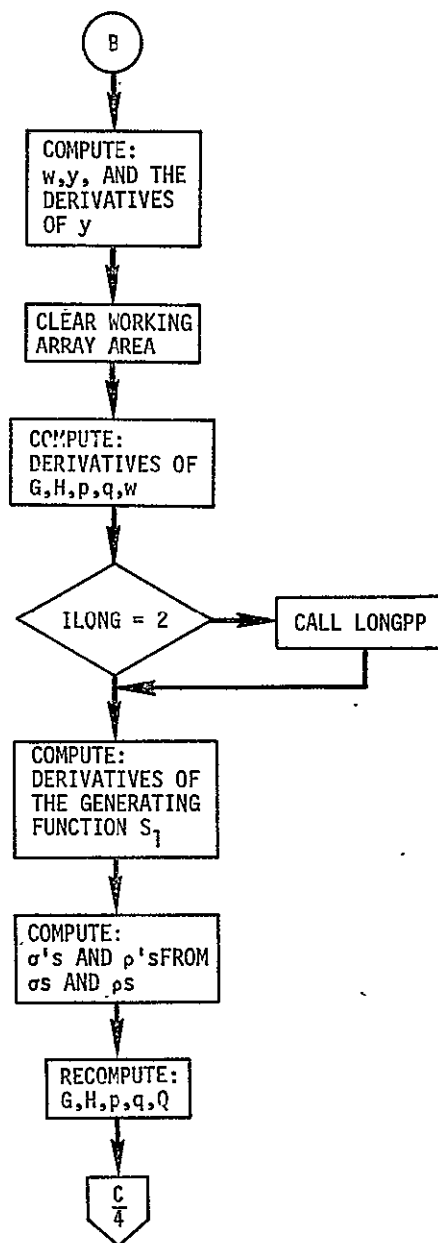 B
COMPUTE:
w,y, AND THE
DERIVATIVES
OF y
CLEAR WORKING
ARRAY AREA
COMPUTE:
DERIVATIVES OF
G,H,p,q,w
ILONG = 2
CALL LONGPP
COMPUTE:
DERIVATIVES OF
THE GENERATING
FUNCTION S₁
COMPUTE:
σ's AND ρ'sFROM
σs AND ρs
RECOMPUTE:
G,H,p,q,Q
C
4